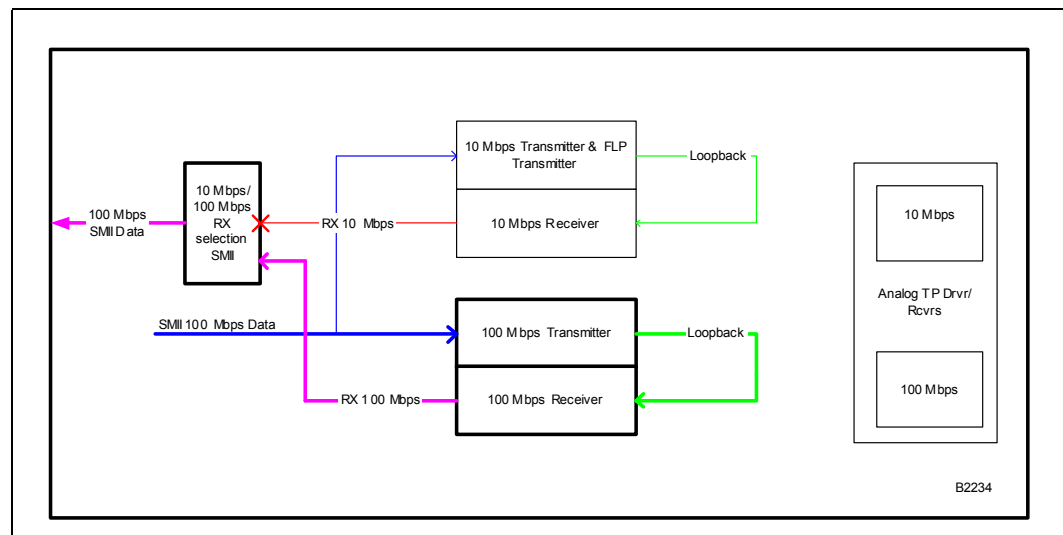 10 Mbps Transmitter & FLP
Transmitter
Loopback
10 Mbps/
100 Mbps
RX
selection
SMII
100 Mbps
SMII Data
RX 10 Mbps
10 Mbps Receiver
10 Mbps
Analog TP Drvr/
Rcvrs
100 Mbps
SMII 100 Mbps Data
100 Mbps Transmitter
Loopback
RX 100 Mbps
100 Mbps Receiver
B2234